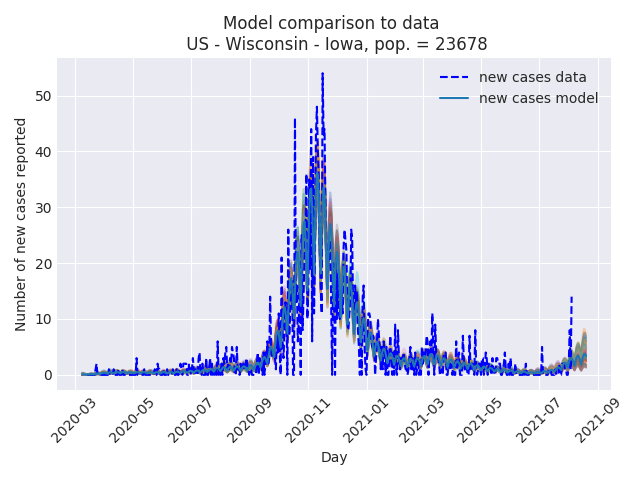 Model comparison to data
US - Wisconsin - Iowa, pop. = 23678
new cases data
new cases model
Number of new cases reported
50
40
30
20
10
0
2020-03
2020-05
2020-07
2020-09
2020-11
2021-01
2021-03
2021-05
2021-07
2021-09
Day